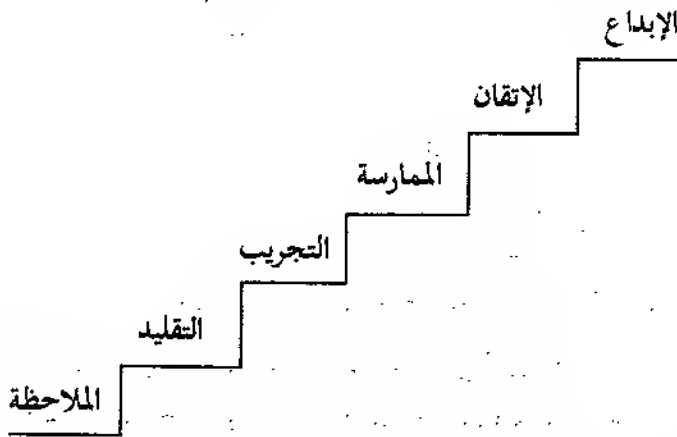 الإبداع
الإتقان
الممارسة
التجريب
التقليد
الملاحظة